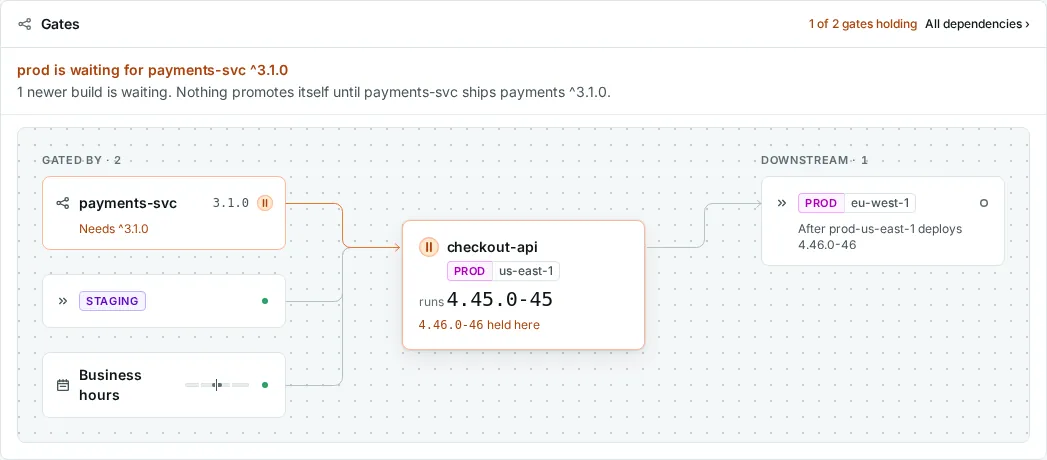 Gates
1 of 2 gates holding All dependencies ›
prod is waiting for payments-svc ^3.1.0
1 newer build is waiting. Nothing promotes itself until payments-svc ships payments ^3.1.0.
GATED BY · 2
DOWNSTREAM · 1
payments-svc 3.1.0
Needs ^3.1.0
STAGING
Business
hours
checkout-api
PROD us-east-1
runs 4.45.0-45
4.46.0-46 held here
PROD eu-west-1
After prod-us-east-1 deploys
4.46.0-46